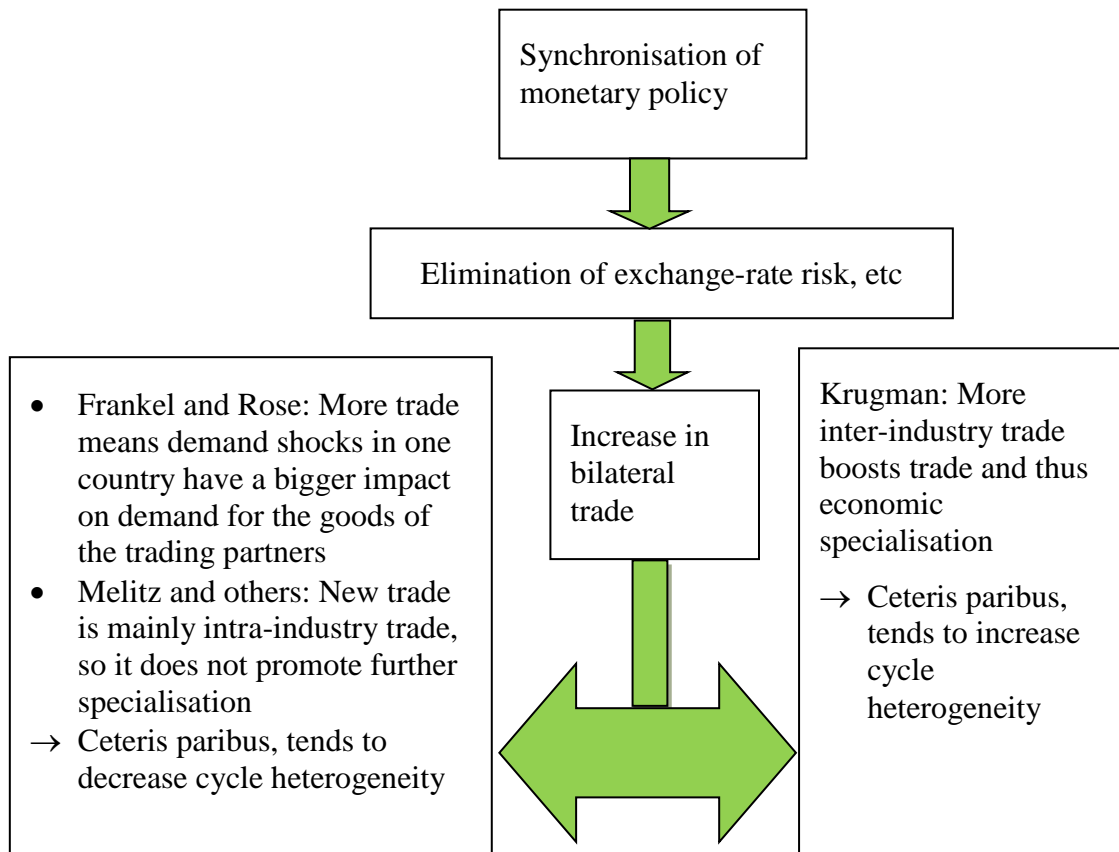 Synchronisation of
monetary policy
Elimination of exchange-rate risk, etc
• Frankel and Rose: More trade
means demand shocks in one
country have a bigger impact
on demand for the goods of
the trading partners
• Melitz and others: New trade
is mainly intra-industry trade,
so it does not promote further
specialisation
→ Ceteris paribus, tends to
decrease cycle heterogeneity
Increase in
bilateral
trade
Krugman: More
inter-industry trade
boosts trade and thus
economic
specialisation
→ Ceteris paribus,
tends to increase
cycle
heterogeneity